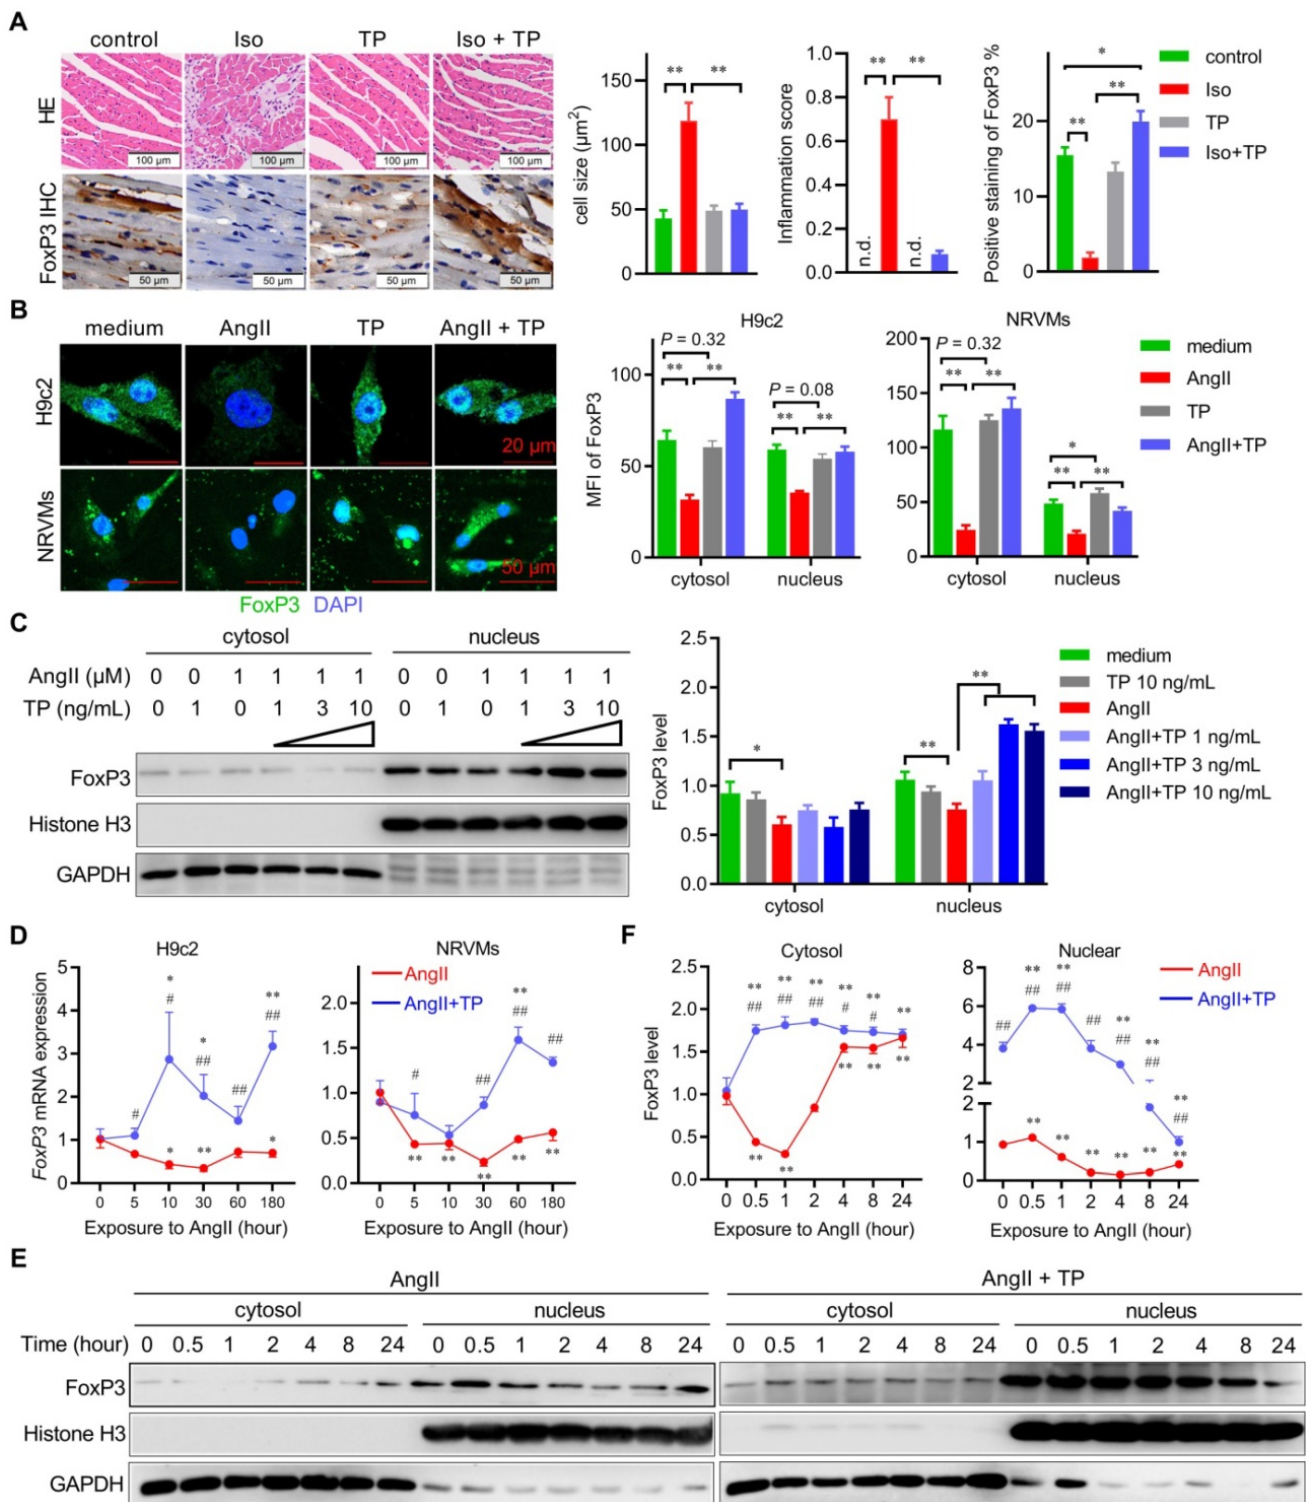 A
control Iso TP Iso + TP
HE
100 µm 100 µm 100 µm 100 µm
FoxP3 IHC
50 µm 50 µm 50 µm 50 µm
cell size (µm²)
150
100
50
0
** **
Inflammation score
1.0
0.8
0.6
0.4
0.2
0.0
** **
n.d. n.d.
Positive staining of FoxP3 %
20
10
0
*
**
**
control
Iso
TP
Iso+TP
B
medium AngII TP AngII + TP
H9c2
20 µm
NRVMs
50 µm
FoxP3 DAPI
H9c2
MFI of FoxP3
100
50
0
P = 0.32
** **
P = 0.08
** **
cytosol nucleus
NRVMs
200
150
100
50
0
P = 0.32
** **
*
** **
cytosol nucleus
medium
AngII
TP
AngII+TP
C
cytosol nucleus
AngII (µM) 0 0 1 1 1 1 0 0 1 1 1 1
TP (ng/mL) 0 1 0 1 3 10 0 1 0 1 3 10
FoxP3
Histone H3
GAPDH
FoxP3 level
2.5
2.0
1.5
1.0
0.5
0.0
*
**
**
cytosol nucleus
medium
TP 10 ng/mL
AngII
AngII+TP 1 ng/mL
AngII+TP 3 ng/mL
AngII+TP 10 ng/mL
D
H9c2
FoxP3 mRNA expression
5
4
3
2
1
0
# * # * ## ## ** ##
* ** *
0 5 10 30 60 180
Exposure to AngII (hour)
NRVMs
AngII
AngII+TP
2.0
1.5
1.0
0.5
0.0
# ## ** ## ##
** ** ** ** **
0 5 10 30 60 180
Exposure to AngII (hour)
F
Cytosol
FoxP3 level
2.5
2.0
1.5
1.0
0.5
0.0
** ** ** ** ** **
## ## ## # #
** ** ** ** **
0 0.5 1 2 4 8 24
Exposure to AngII (hour)
Nuclear
AngII
AngII+TP
8
6
4
2
2
1
0
** ** ** ** **
## ## ## ## ## ## ##
** ** ** ** ** **
0 0.5 1 2 4 8 24
Exposure to AngII (hour)
E
AngII AngII + TP
cytosol nucleus cytosol nucleus
Time (hour) 0 0.5 1 2 4 8 24 0 0.5 1 2 4 8 24 0 0.5 1 2 4 8 24 0 0.5 1 2 4 8 24
FoxP3
Histone H3
GAPDH